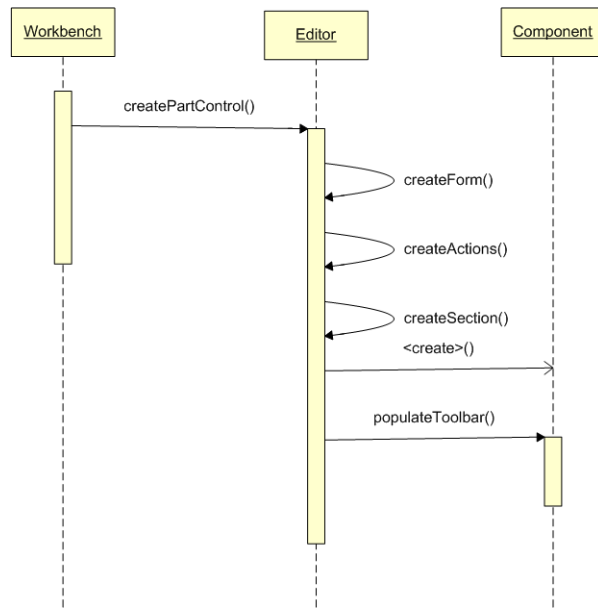 Workbench
Editor
Component
createPartControl()
createForm()
createActions()
createSection()
<create>()
populateToolbar()